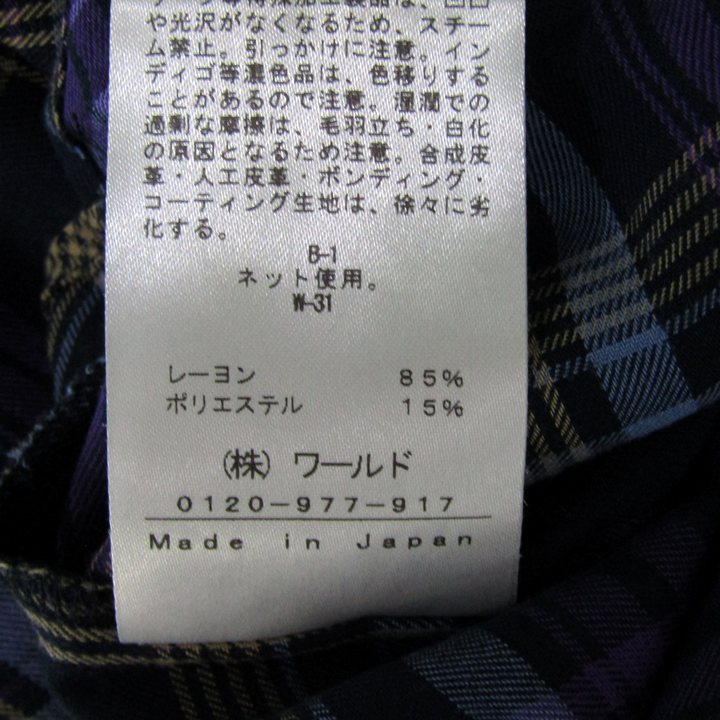 や光沢がなくなるため、スチー
ム禁止。引っかけに注意。イン
ディゴ等濃色品は、色移りする
ことがあるので注意。湿潤での
過剰な摩擦は、毛羽立ち・白化
の原因となるため注意。合成皮
革・人工皮革・ボンディング・
コーティング生地は、徐々に劣
化する。
B-1
ネット使用。
W-31
レーヨン 85%
ポリエステル 15%
(株) ワールド
0120-977-917
Made in Japan